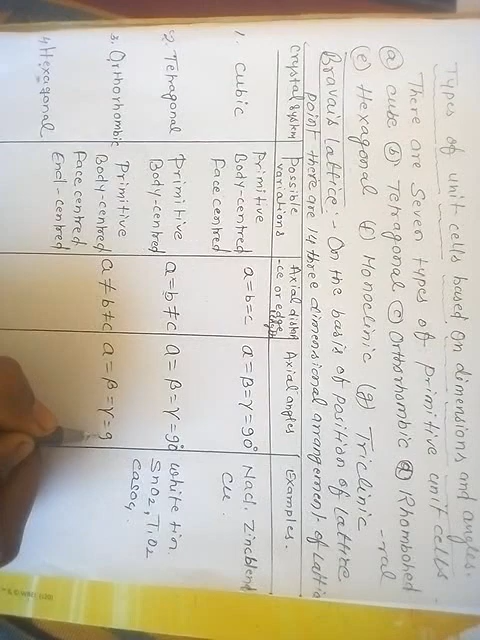 Types of unit cells based on dimensions and angles.
There are Seven types of primitive unit cells
(a) cube (b) Tetragonal (c) Orthorhombic (d) Rhombohed
-ral
(e) Hexagonal (f) Monoclinic (g) Triclinic
Bravais lattice :- On the basis of position of lattice
point there are 14 three dimensional arrangement of lattic
crystal system Possible variations Axial distan -ce or edge length Axial angles Examples.
1. cubic Primitive Body-centred face centred a=b=c α=β=γ=90° Nacl, Zincblend cu.
2. Tetragonal primitive Body-centred a=b≠c α=β=γ=90° white tin. SnO2, TiO2 caso4.
3. Orthorhombic Primitive Body-centred face centred End-centred a≠b≠c α=β=γ=9
4. Hexagonal